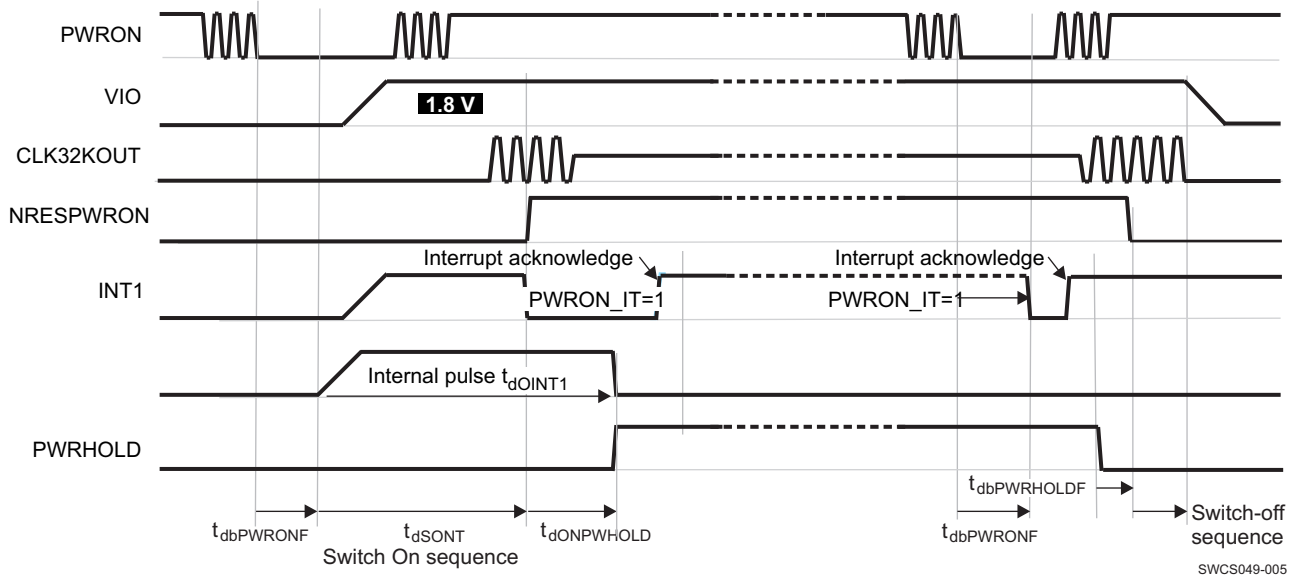 PWRON
VIO
1.8 V
CLK32KOUT
NRESPWRON
Interrupt acknowledge
Interrupt acknowledge
INT1
PWRON_IT=1
PWRON_IT=1
Internal pulse tdOINT1
PWRHOLD
tdbPWRHOLDF
tdbPWRONF
tdSONT
tdONPWHOLD
tdbPWRONF
Switch-off
sequence
Switch On sequence
SWCS049-005